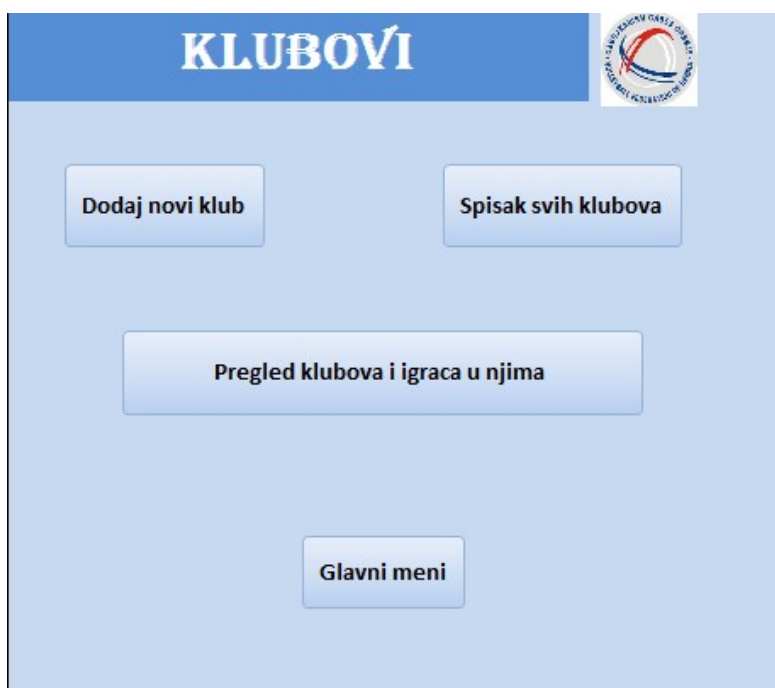 KLUBOVI
Dodaj novi klub
Spisak svih klubova
Pregled klubova i igraca u njima
Glavni meni